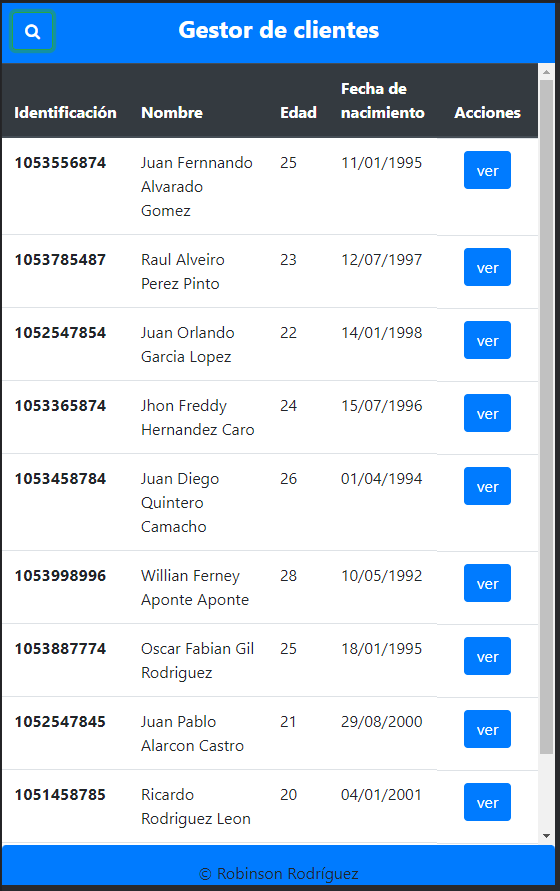 Gestor de clientes
Identificación Nombre Edad Fecha de nacimiento Acciones
1053556874 Juan Fernnando Alvarado Gomez 25 11/01/1995 ver
1053785487 Raul Alveiro Perez Pinto 23 12/07/1997 ver
1052547854 Juan Orlando Garcia Lopez 22 14/01/1998 ver
1053365874 Jhon Freddy Hernandez Caro 24 15/07/1996 ver
1053458784 Juan Diego Quintero Camacho 26 01/04/1994 ver
1053998996 Willian Ferney Aponte Aponte 28 10/05/1992 ver
1053887774 Oscar Fabian Gil Rodriguez 25 18/01/1995 ver
1052547845 Juan Pablo Alarcon Castro 21 29/08/2000 ver
1051458785 Ricardo Rodriguez Leon 20 04/01/2001 ver
© Robinson Rodríguez